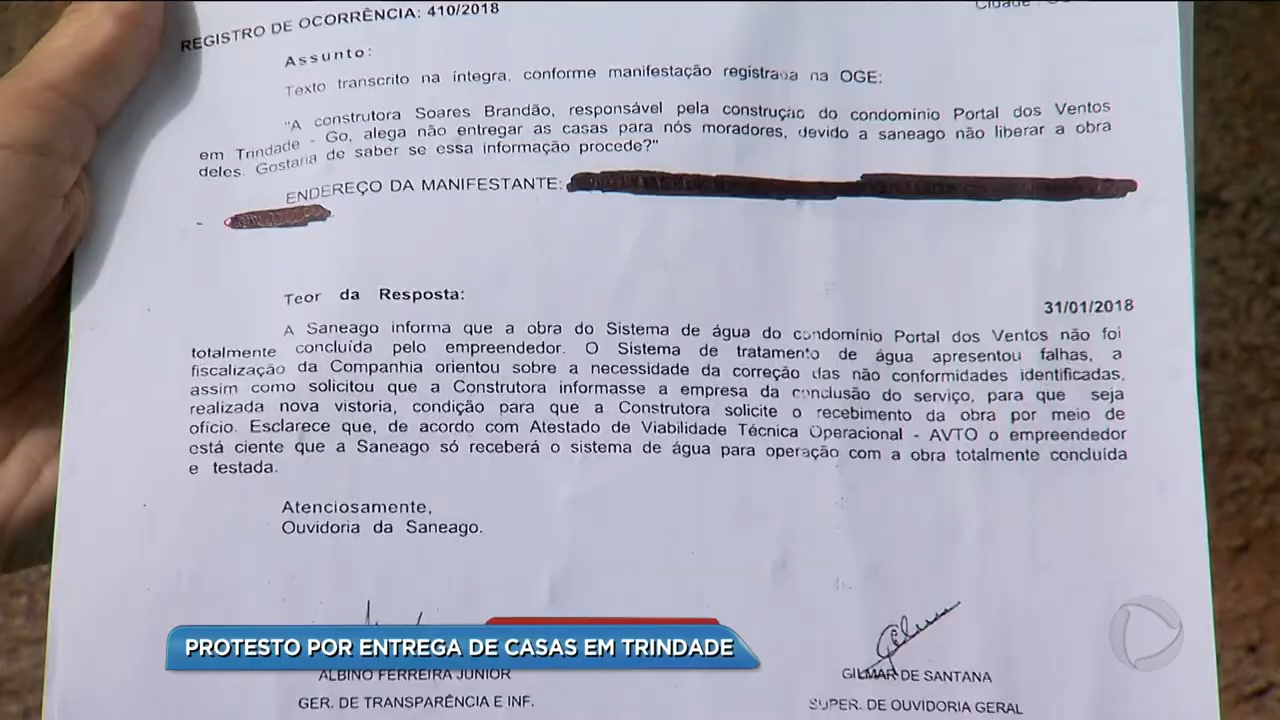 REGISTRO DE OCORRÊNCIA: 410/2018
Assunto:
Texto transcrito na íntegra, conforme manifestação registrada na OGE:
"A construtora Soares Brandão, responsável pela construção do condomínio Portal dos Ventos
em Trindade - Go, alega não entregar as casas para nós moradores, devido a saneago não liberar a obra
deles. Gostaria de saber se essa informação procede?"
ENDEREÇO DA MANIFESTANTE:
-
Teor da Resposta:
31/01/2018
A Saneago informa que a obra do Sistema de água do condomínio Portal dos Ventos não foi
totalmente concluída pelo empreendedor. O Sistema de tratamento de água apresentou falhas, a
fiscalização da Companhia orientou sobre a necessidade da correção das não conformidades identificadas,
assim como solicitou que a Construtora informasse a empresa da conclusão do serviço, para que seja
realizada nova vistoria, condição para que a Construtora solicite o recebimento da obra por meio de
ofício. Esclarece que, de acordo com Atestado de Viabilidade Técnica Operacional - AVTO o empreendedor
está ciente que a Saneago só receberá o sistema de água para operação com a obra totalmente concluída
e testada.
Atenciosamente,
Ouvidoria da Saneago.
PROTESTO POR ENTREGA DE CASAS EM TRINDADE
ALBINO FERREIRA JUNIOR
GILMAR DE SANTANA
GER. DE TRANSPARÊNCIA E INF.
SUPER. DE OUVIDORIA GERAL